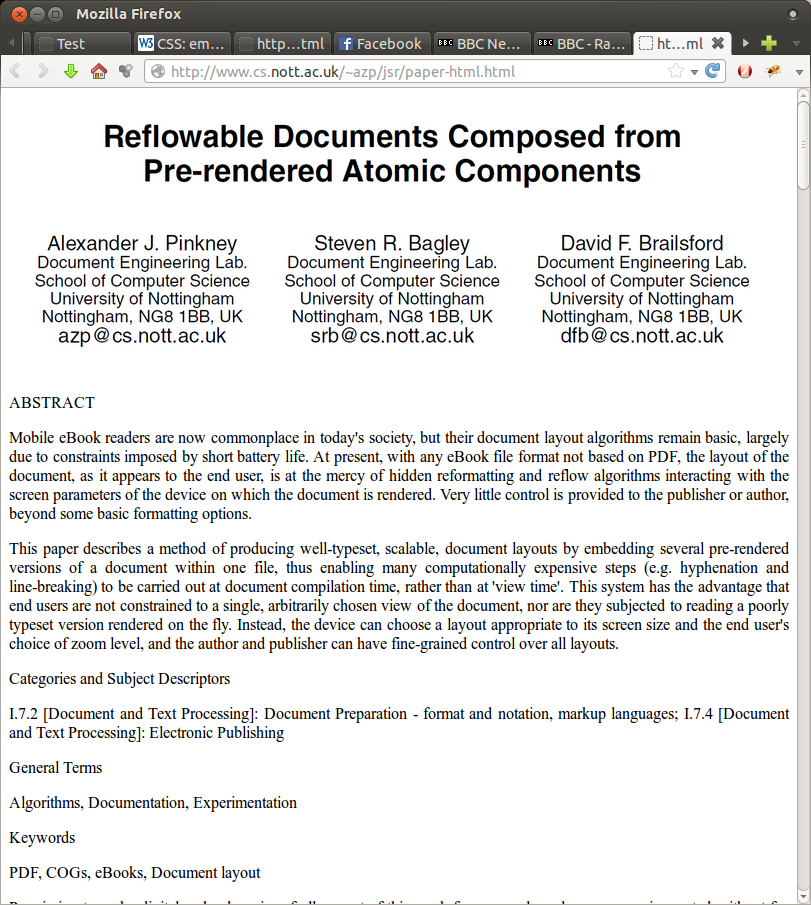 Mozilla Firefox
Test
W3 CSS: em…
http…tml
Facebook
BBC BBC Ne…
BBC BBC - Ra…
ht…ml
http://www.cs.nott.ac.uk/~azp/jsr/paper-html.html
Reflowable Documents Composed from
Pre-rendered Atomic Components
Alexander J. Pinkney Steven R. Bagley David F. Brailsford
Document Engineering Lab. Document Engineering Lab. Document Engineering Lab.
School of Computer Science School of Computer Science School of Computer Science
University of Nottingham University of Nottingham University of Nottingham
Nottingham, NG8 1BB, UK Nottingham, NG8 1BB, UK Nottingham, NG8 1BB, UK
azp@cs.nott.ac.uk srb@cs.nott.ac.uk dfb@cs.nott.ac.uk
ABSTRACT
Mobile eBook readers are now commonplace in today's society, but their document layout algorithms remain basic, largely
due to constraints imposed by short battery life. At present, with any eBook file format not based on PDF, the layout of the
document, as it appears to the end user, is at the mercy of hidden reformatting and reflow algorithms interacting with the
screen parameters of the device on which the document is rendered. Very little control is provided to the publisher or author,
beyond some basic formatting options.
This paper describes a method of producing well-typeset, scalable, document layouts by embedding several pre-rendered
versions of a document within one file, thus enabling many computationally expensive steps (e.g. hyphenation and
line-breaking) to be carried out at document compilation time, rather than at 'view time'. This system has the advantage that
end users are not constrained to a single, arbitrarily chosen view of the document, nor are they subjected to reading a poorly
typeset version rendered on the fly. Instead, the device can choose a layout appropriate to its screen size and the end user's
choice of zoom level, and the author and publisher can have fine-grained control over all layouts.
Categories and Subject Descriptors
I.7.2 [Document and Text Processing]: Document Preparation - format and notation, markup languages; I.7.4 [Document
and Text Processing]: Electronic Publishing
General Terms
Algorithms, Documentation, Experimentation
Keywords
PDF, COGs, eBooks, Document layout